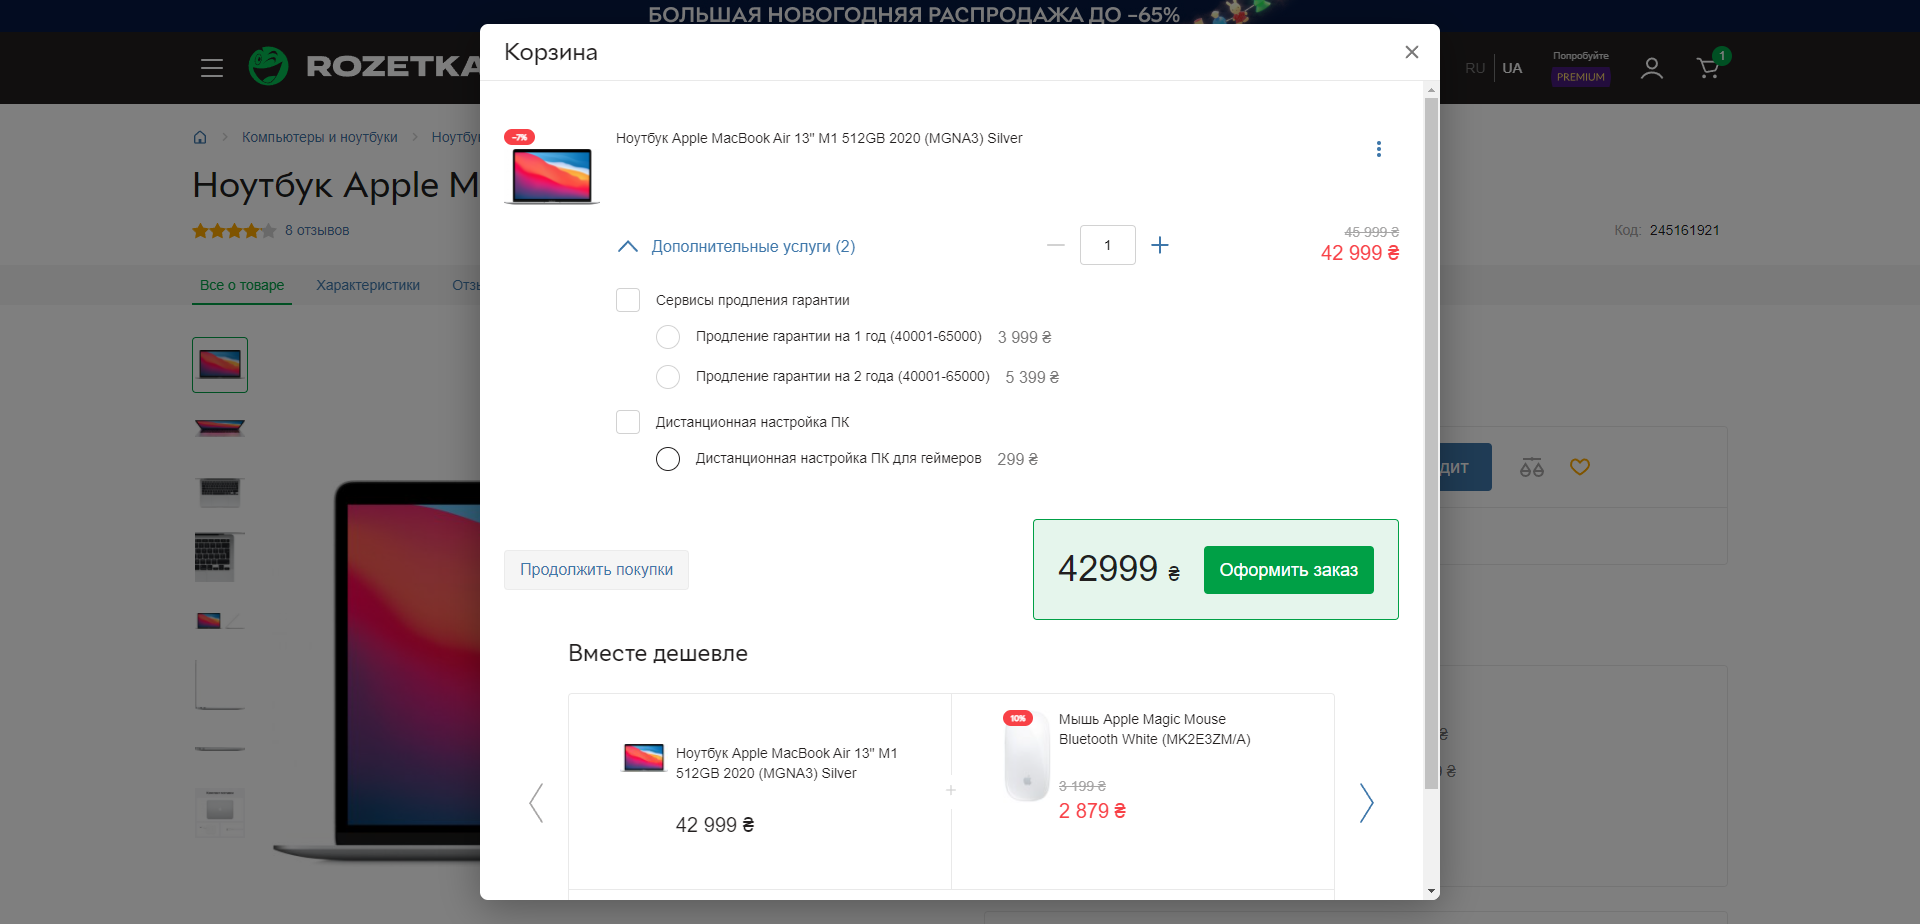 БОЛЬШАЯ НОВОГОДНЯЯ РАСПРОДАЖА ДО −65%
ROZETKA
RU UA
Попробуйте
PREMIUM
1
Компьютеры и ноутбуки
Ноутбук Apple M
8 отзывов
Код: 245161921
Все о товаре
Характеристики
Корзина
-7%
Ноутбук Apple MacBook Air 13" M1 512GB 2020 (MGNA3) Silver
Дополнительные услуги (2)
1
45 999 ₴
42 999 ₴
Сервисы продления гарантии
Продление гарантии на 1 год (40001-65000) 3 999 ₴
Продление гарантии на 2 года (40001-65000) 5 399 ₴
Дистанционная настройка ПК
Дистанционная настройка ПК для геймеров 299 ₴
Продолжить покупки
42999 ₴
Оформить заказ
Вместе дешевле
Ноутбук Apple MacBook Air 13" M1
512GB 2020 (MGNA3) Silver
42 999 ₴
10%
Мышь Apple Magic Mouse
Bluetooth White (MK2E3ZM/A)
3 199 ₴
2 879 ₴